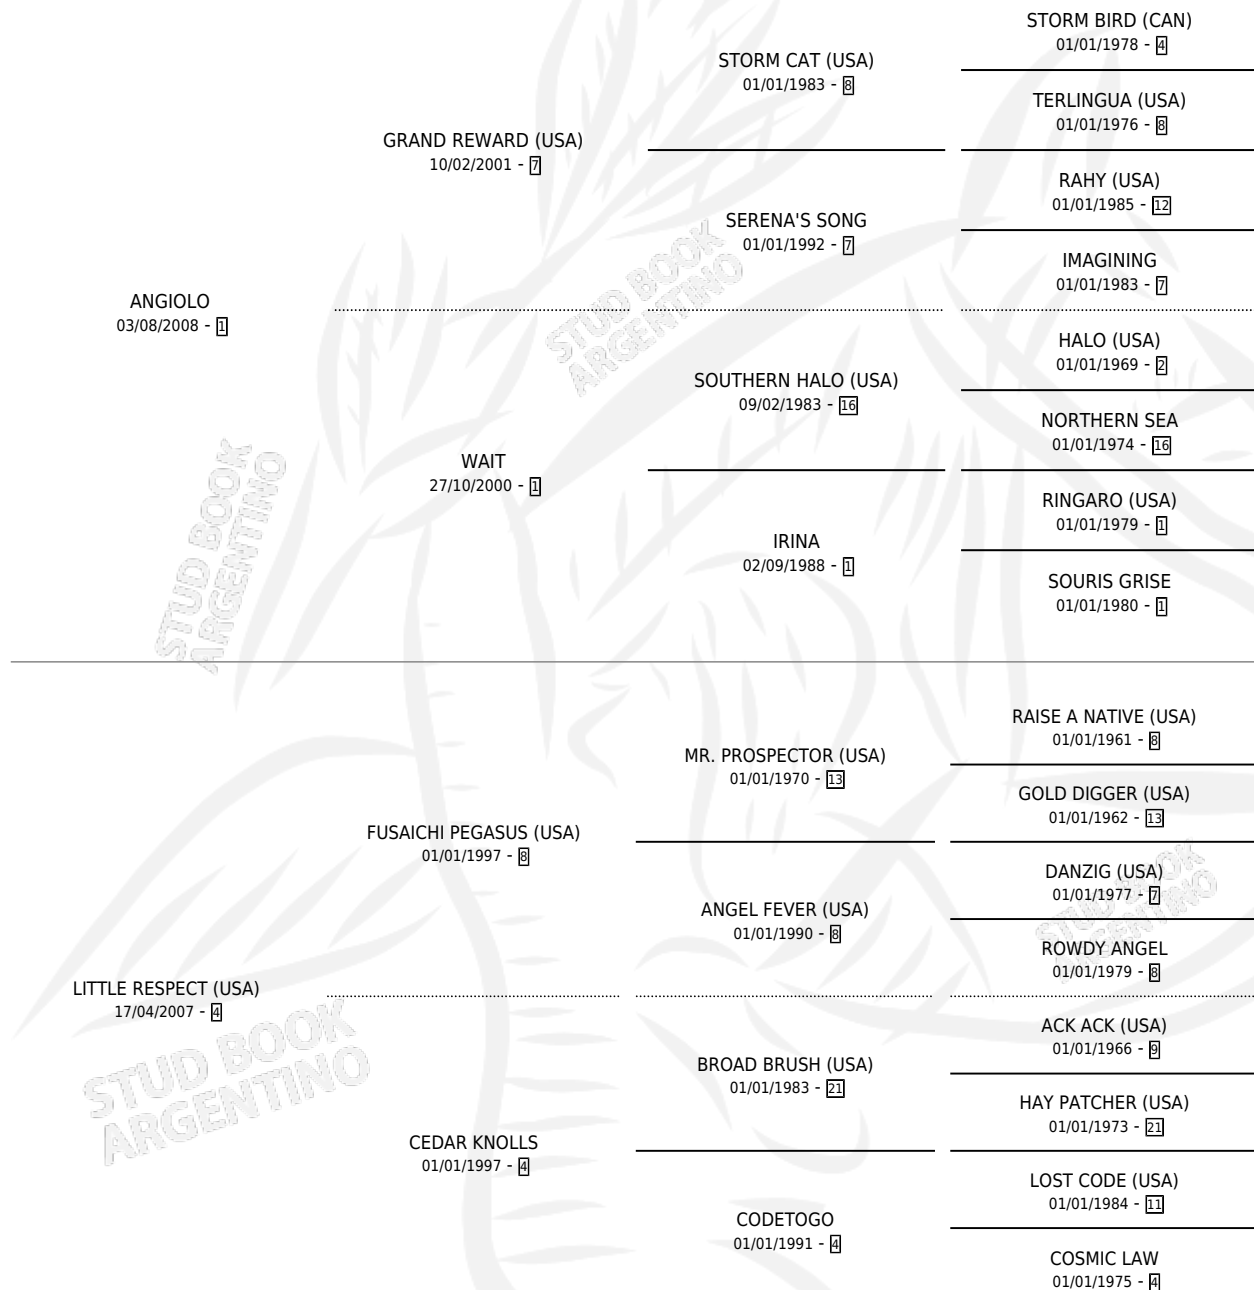 STORM BIRD (CAN)
01/01/1978 - 4
STORM CAT (USA)
01/01/1983 - 8
TERLINGUA (USA)
01/01/1976 - 8
GRAND REWARD (USA)
10/02/2001 - 7
RAHY (USA)
01/01/1985 - 12
SERENA'S SONG
01/01/1992 - 7
IMAGINING
01/01/1983 - 7
ANGIOLO
03/08/2008 - 1
HALO (USA)
01/01/1969 - 2
SOUTHERN HALO (USA)
09/02/1983 - 16
NORTHERN SEA
01/01/1974 - 16
WAIT
27/10/2000 - 1
RINGARO (USA)
01/01/1979 - 1
IRINA
02/09/1988 - 1
SOURIS GRISE
01/01/1980 - 1
STUD BOOK
ARGENTINO
STUD BOOK
ARGENTINO
RAISE A NATIVE (USA)
01/01/1961 - 8
MR. PROSPECTOR (USA)
01/01/1970 - 13
GOLD DIGGER (USA)
01/01/1962 - 13
FUSAICHI PEGASUS (USA)
01/01/1997 - 8
DANZIG (USA)
01/01/1977 - 7
ANGEL FEVER (USA)
01/01/1990 - 8
ROWDY ANGEL
01/01/1979 - 8
LITTLE RESPECT (USA)
17/04/2007 - 4
ACK ACK (USA)
01/01/1966 - 9
BROAD BRUSH (USA)
01/01/1983 - 21
HAY PATCHER (USA)
01/01/1973 - 21
CEDAR KNOLLS
01/01/1997 - 4
LOST CODE (USA)
01/01/1984 - 11
CODETOGO
01/01/1991 - 4
COSMIC LAW
01/01/1975 - 4
STUD BOOK
ARGENTINO
STUD BOOK
ARGENTINO